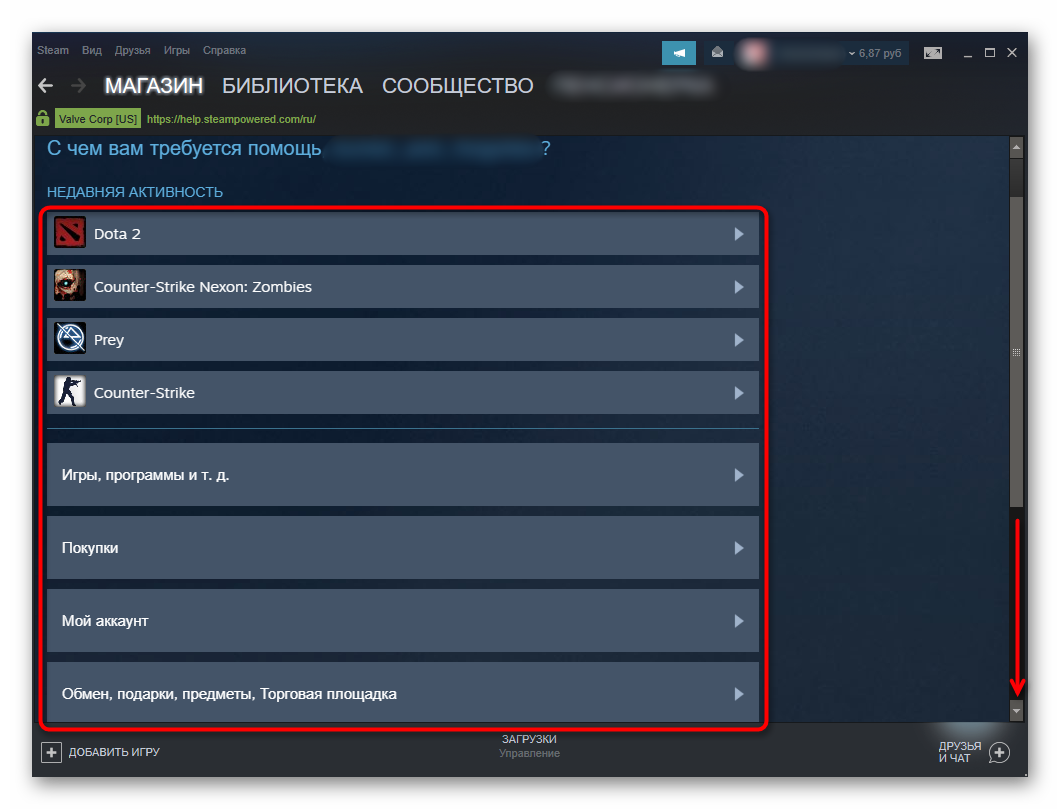 Steam Вид Друзья Игры Справка
6,87 руб
МАГАЗИН БИБЛИОТЕКА СООБЩЕСТВО
Valve Corp [US] https://help.steampowered.com/ru/
С чем вам требуется помощь, ?
НЕДАВНЯЯ АКТИВНОСТЬ
Dota 2
Counter-Strike Nexon: Zombies
Prey
Counter-Strike
Игры, программы и т. д.
Покупки
Мой аккаунт
Обмен, подарки, предметы, Торговая площадка
ДОБАВИТЬ ИГРУ
ЗАГРУЗКИ
Управление
ДРУЗЬЯ
И ЧАТ